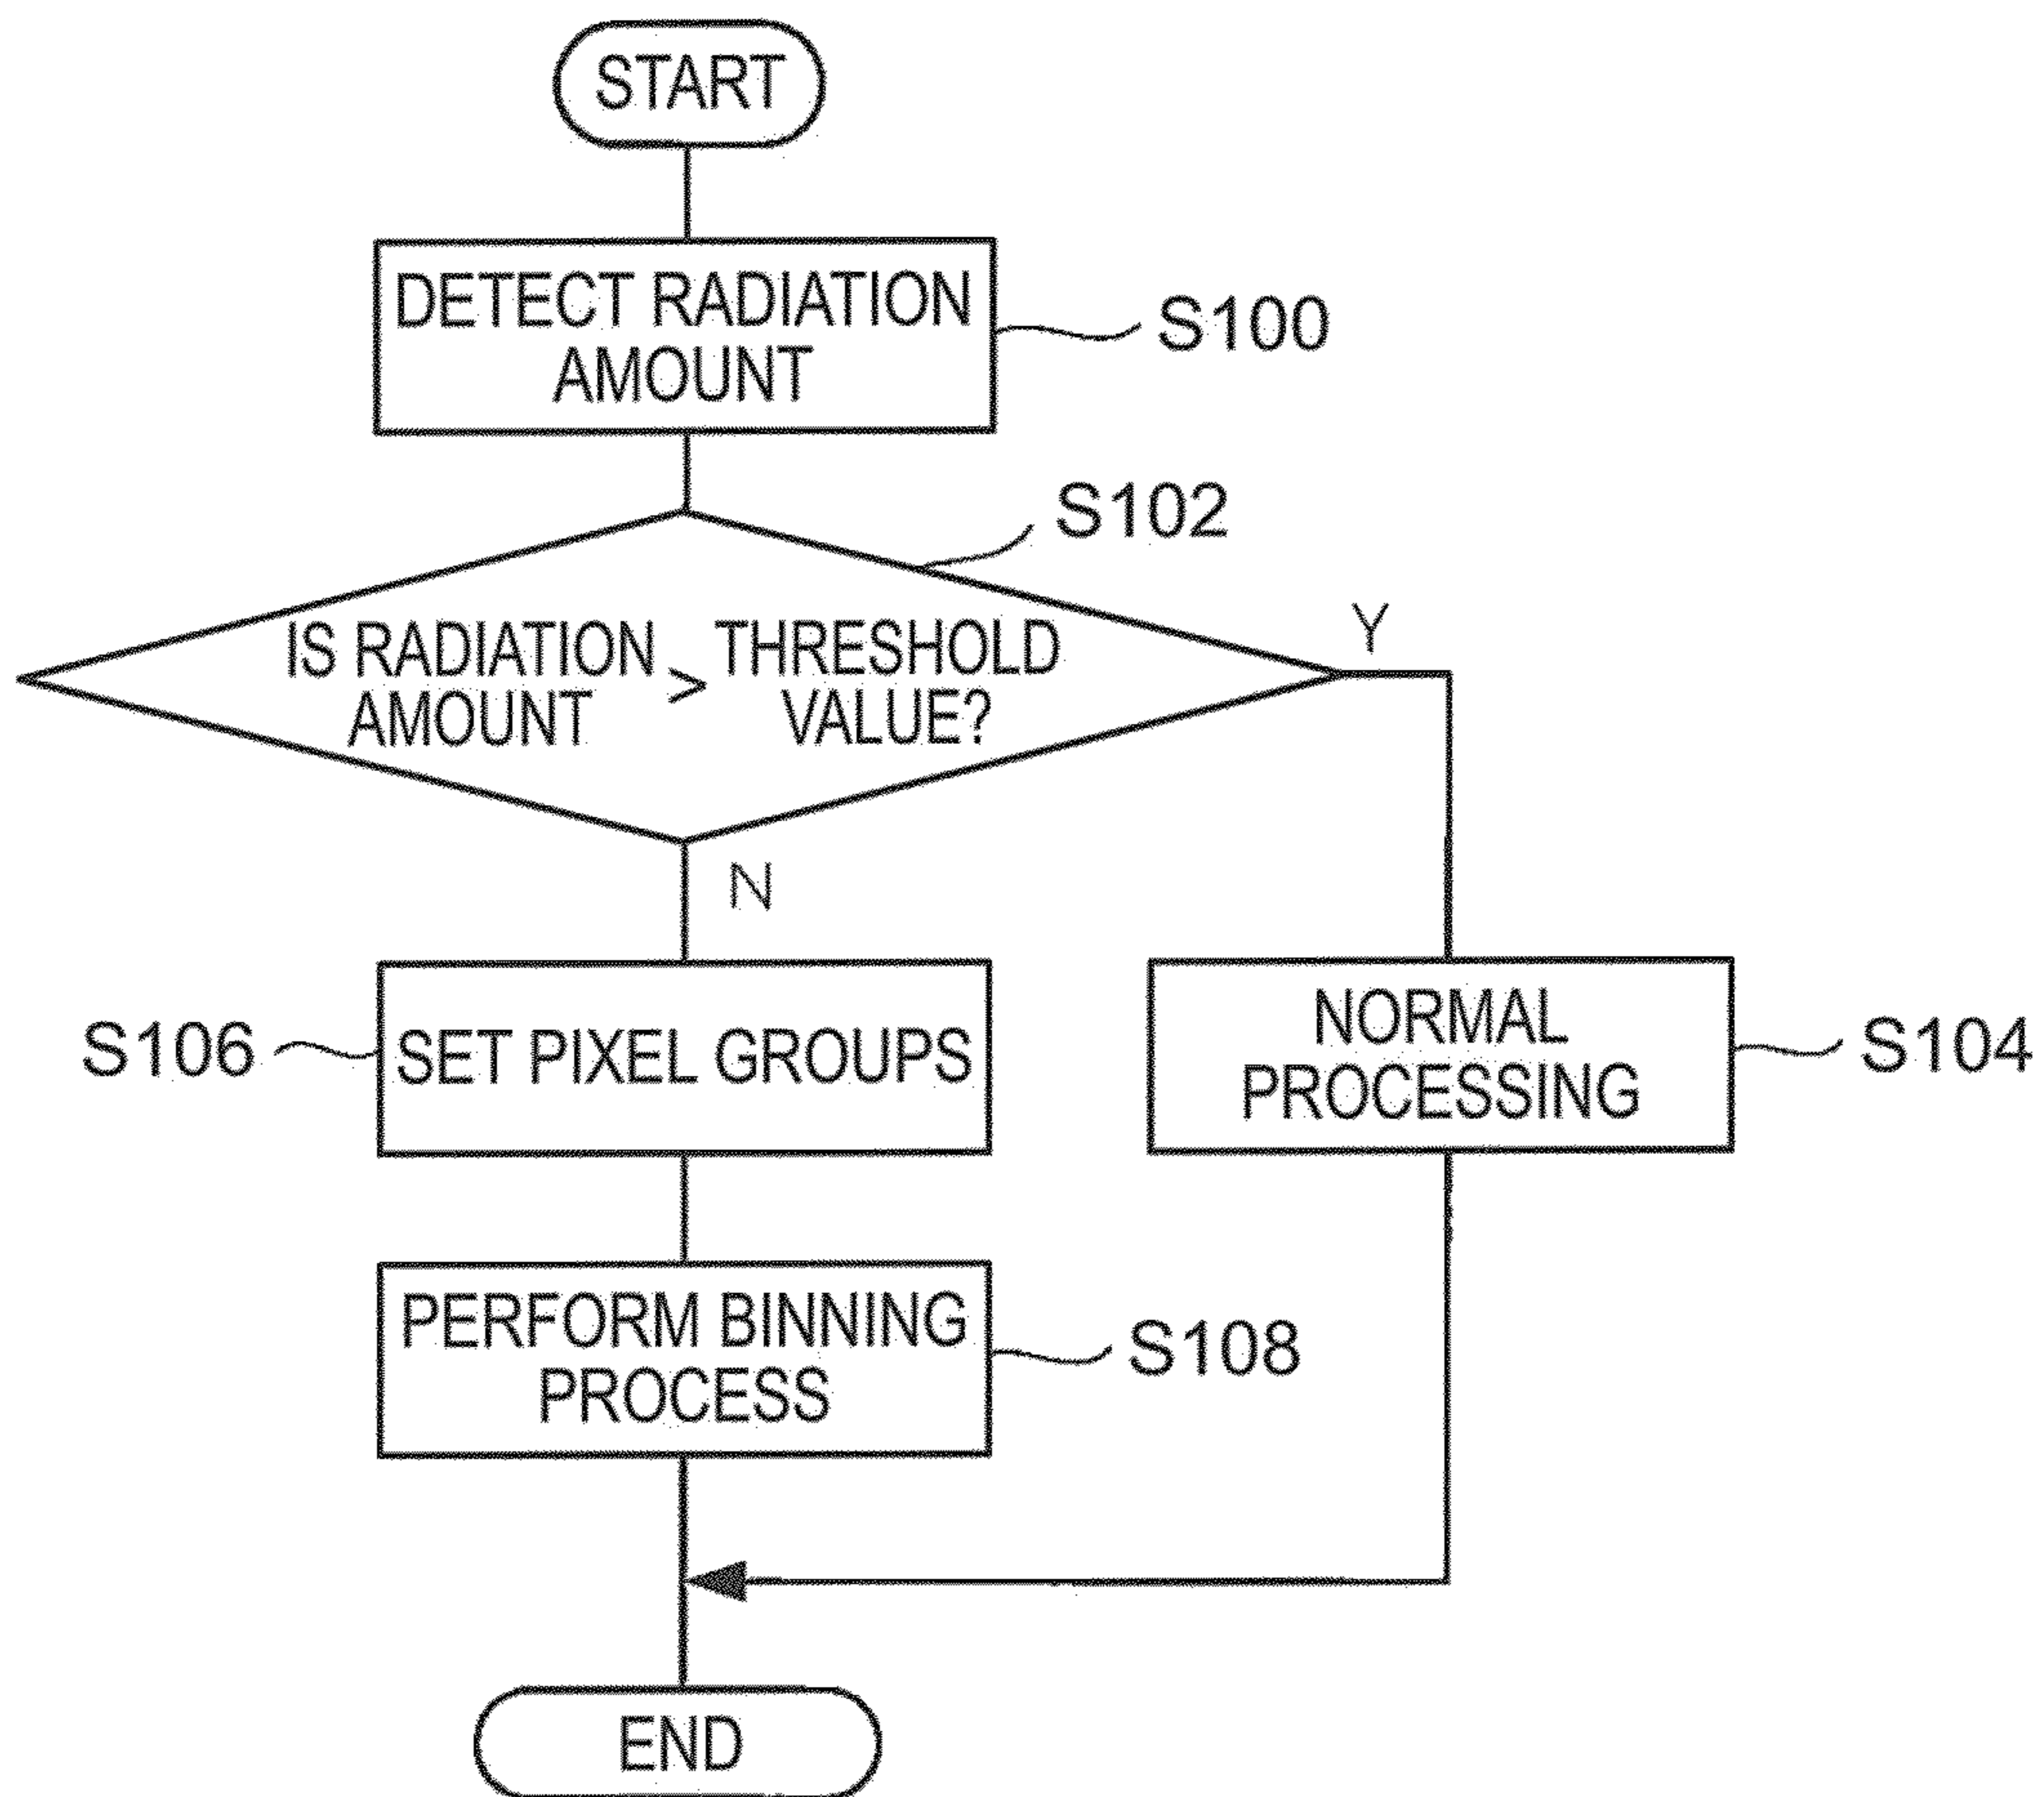 START
DETECT RADIATION
AMOUNT
S100
S102
IS RADIATION
AMOUNT
>
THRESHOLD
VALUE?
Y
N
S106
SET PIXEL GROUPS
NORMAL
PROCESSING
S104
PERFORM BINNING
PROCESS
S108
END